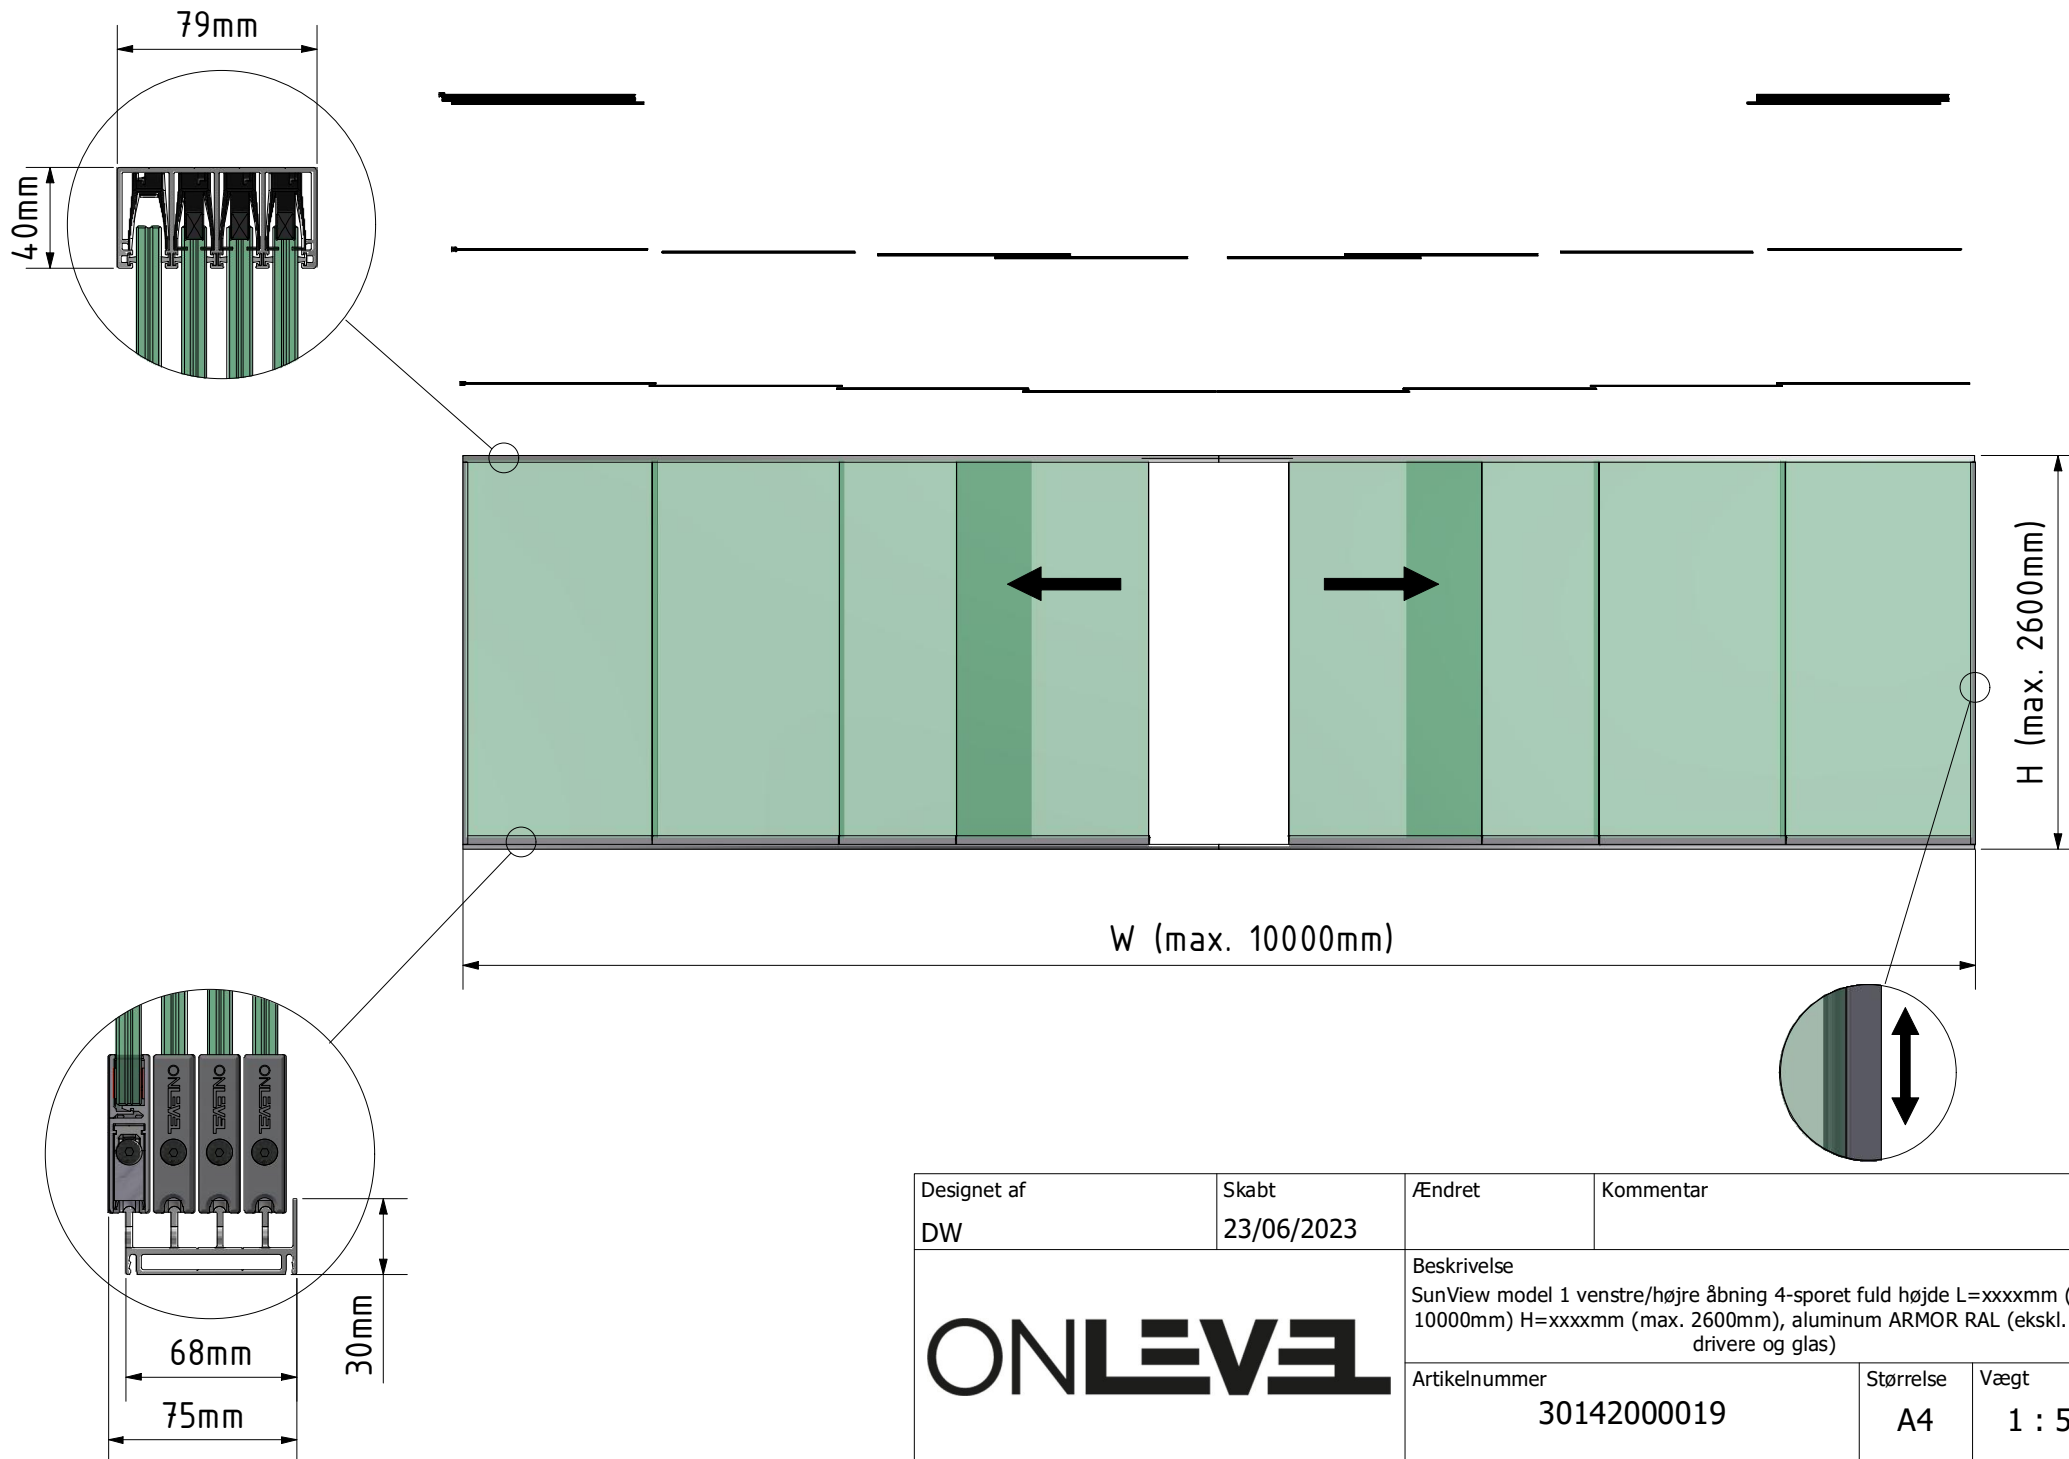 79mm
40mm
H (max. 2600mm)
W (max. 10000mm)
ONLEVEL
ONLEVEL
ONLEVEL
30mm
68mm
75mm
Designet af
DW
Skabt
23/06/2023
Ændret
Kommentar
ONLEVEL
Beskrivelse
SunView model 1 venstre/højre åbning 4-sporet fuld højde L=xxxxmm (
10000mm) H=xxxxmm (max. 2600mm), aluminum ARMOR RAL (ekskl.
drivere og glas)
Artikelnummer
30142000019
Størrelse
A4
Vægt
1 : 5